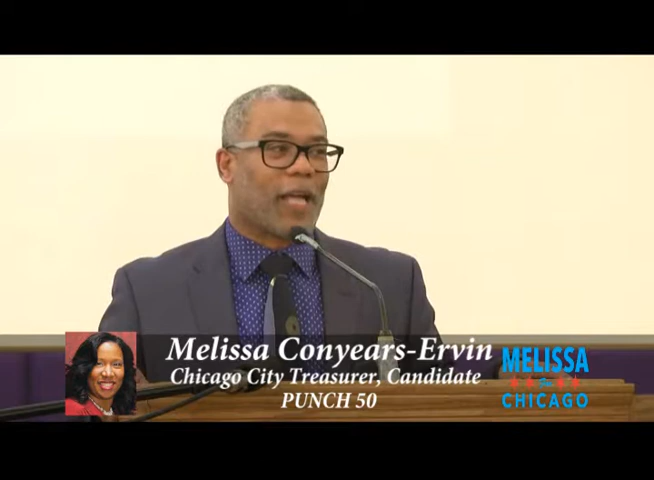 Melissa Conyears-Ervin
Chicago City Treasurer, Candidate
PUNCH 50
MELISSA
For
CHICAGO